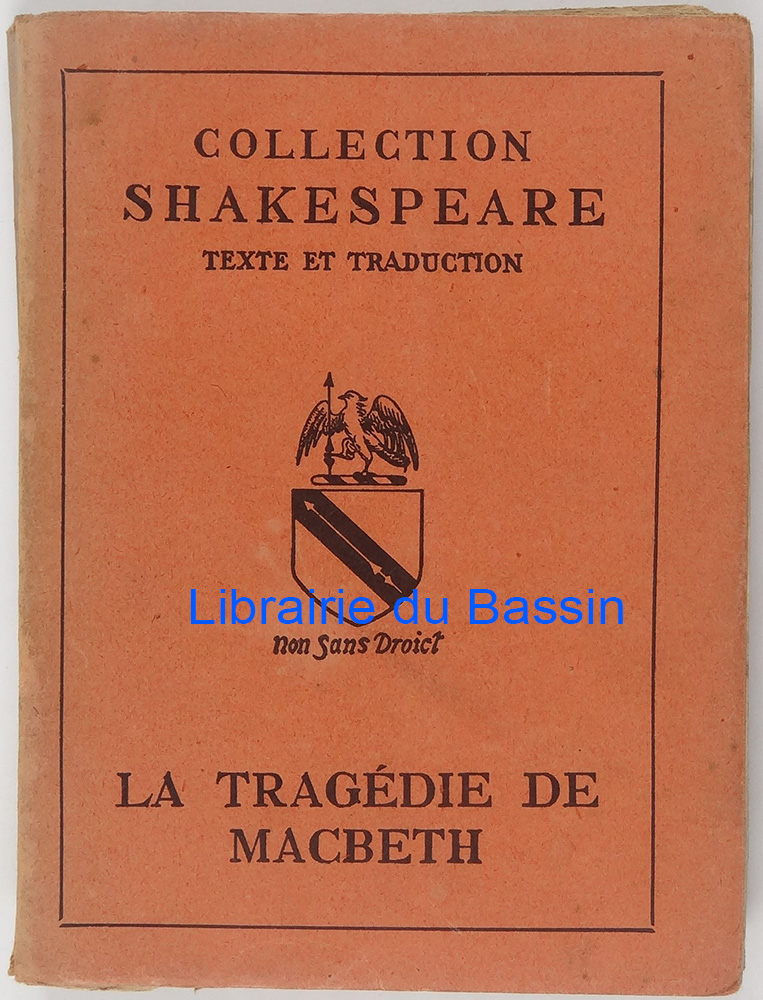 COLLECTION
SHAKESPEARE
TEXTE ET TRADUCTION
Librairie du Bassin
Non Sans Droict
LA TRAGÉDIE DE
MACBETH